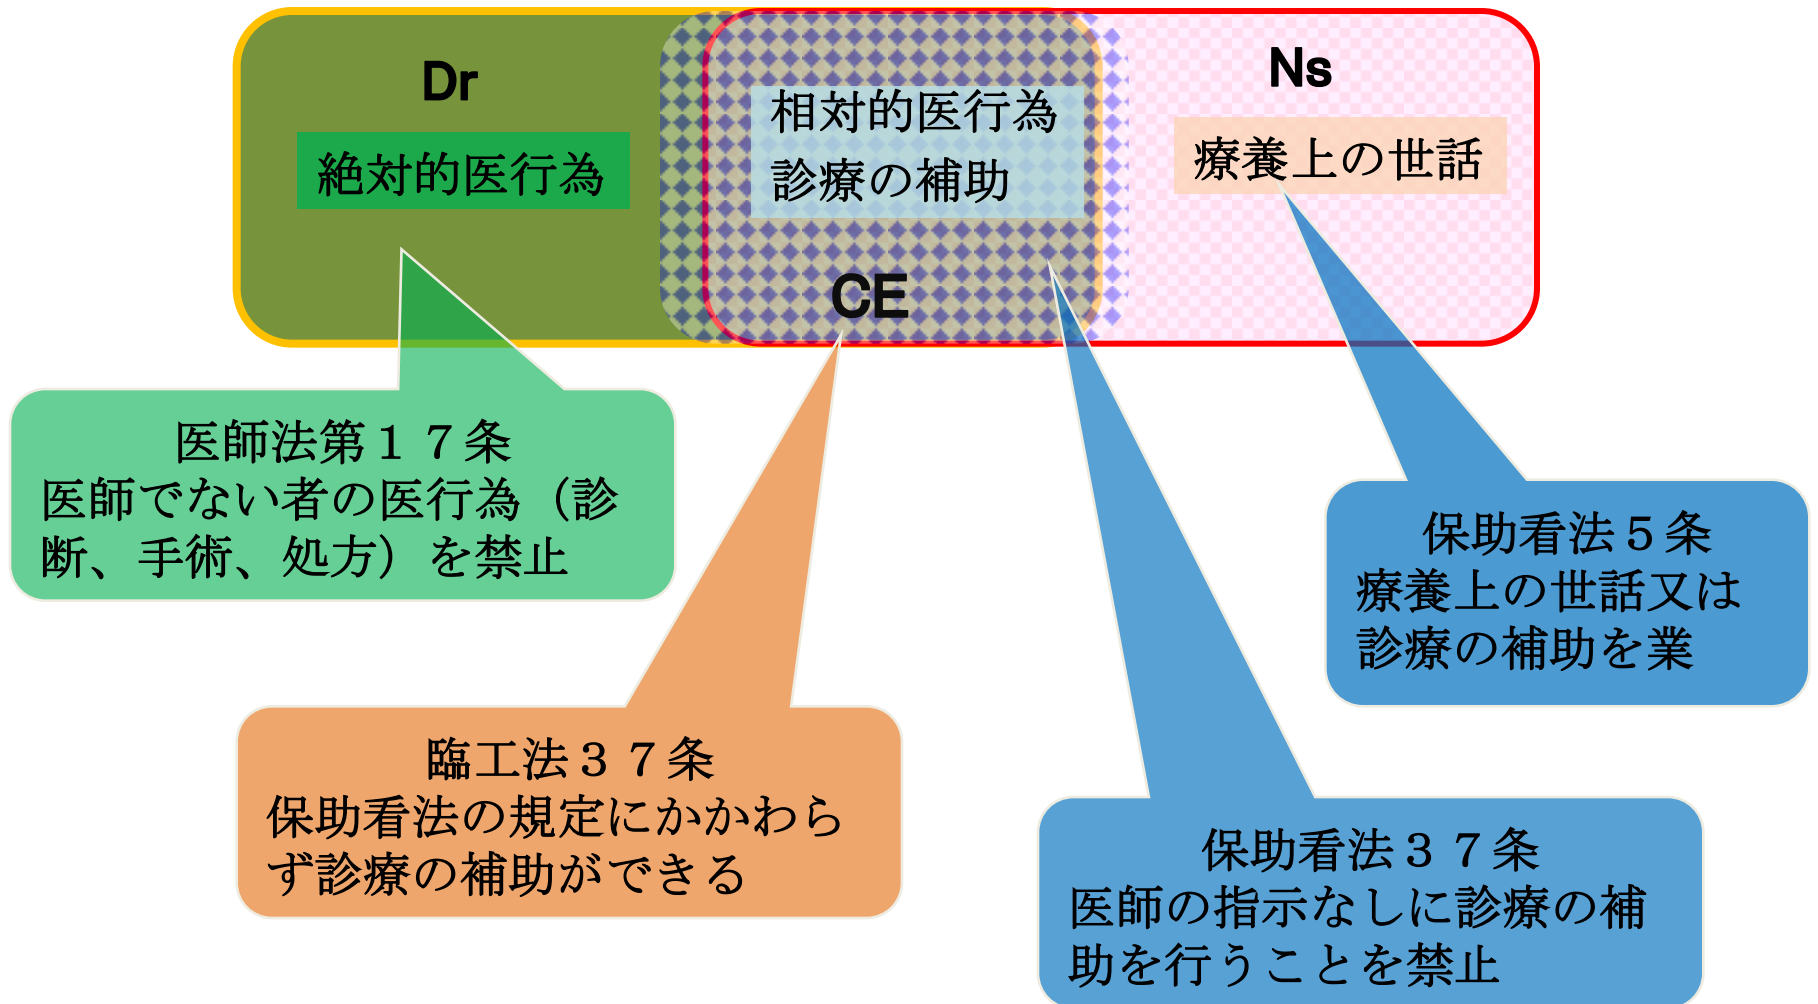 Dr
絶対的医行為
相対的医行為
診療の補助
CE
Ns
療養上の世話
医師法第１７条
医師でない者の医行為（診
断、手術、処方）を禁止
臨工法３７条
保助看法の規定にかかわら
ず診療の補助ができる
保助看法３７条
医師の指示なしに診療の補
助を行うことを禁止
保助看法５条
療養上の世話又は
診療の補助を業